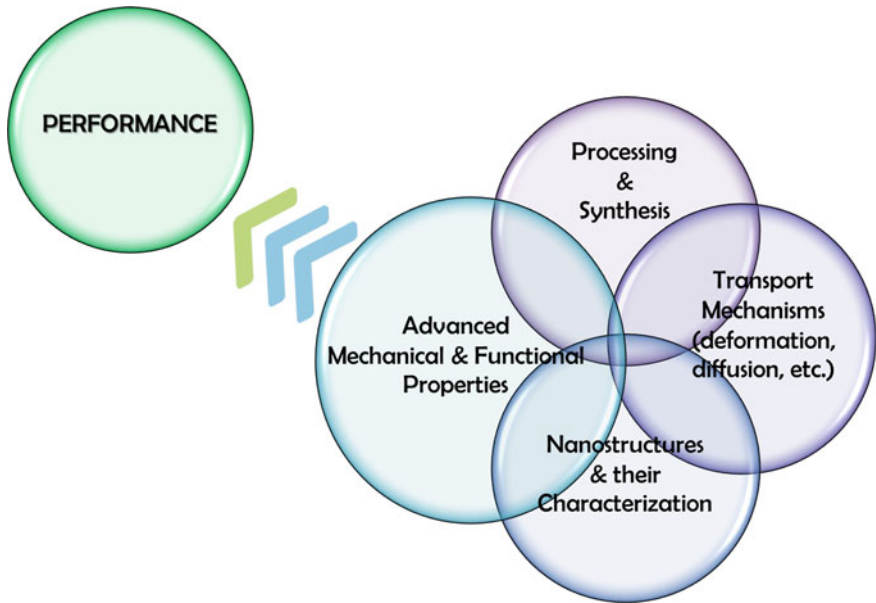 PERFORMANCE
Processing
&
Synthesis
Transport
Mechanisms
(deformation,
diffusion, etc.)
Advanced
Mechanical & Functional
Properties
Nanostructures
& their
Characterization